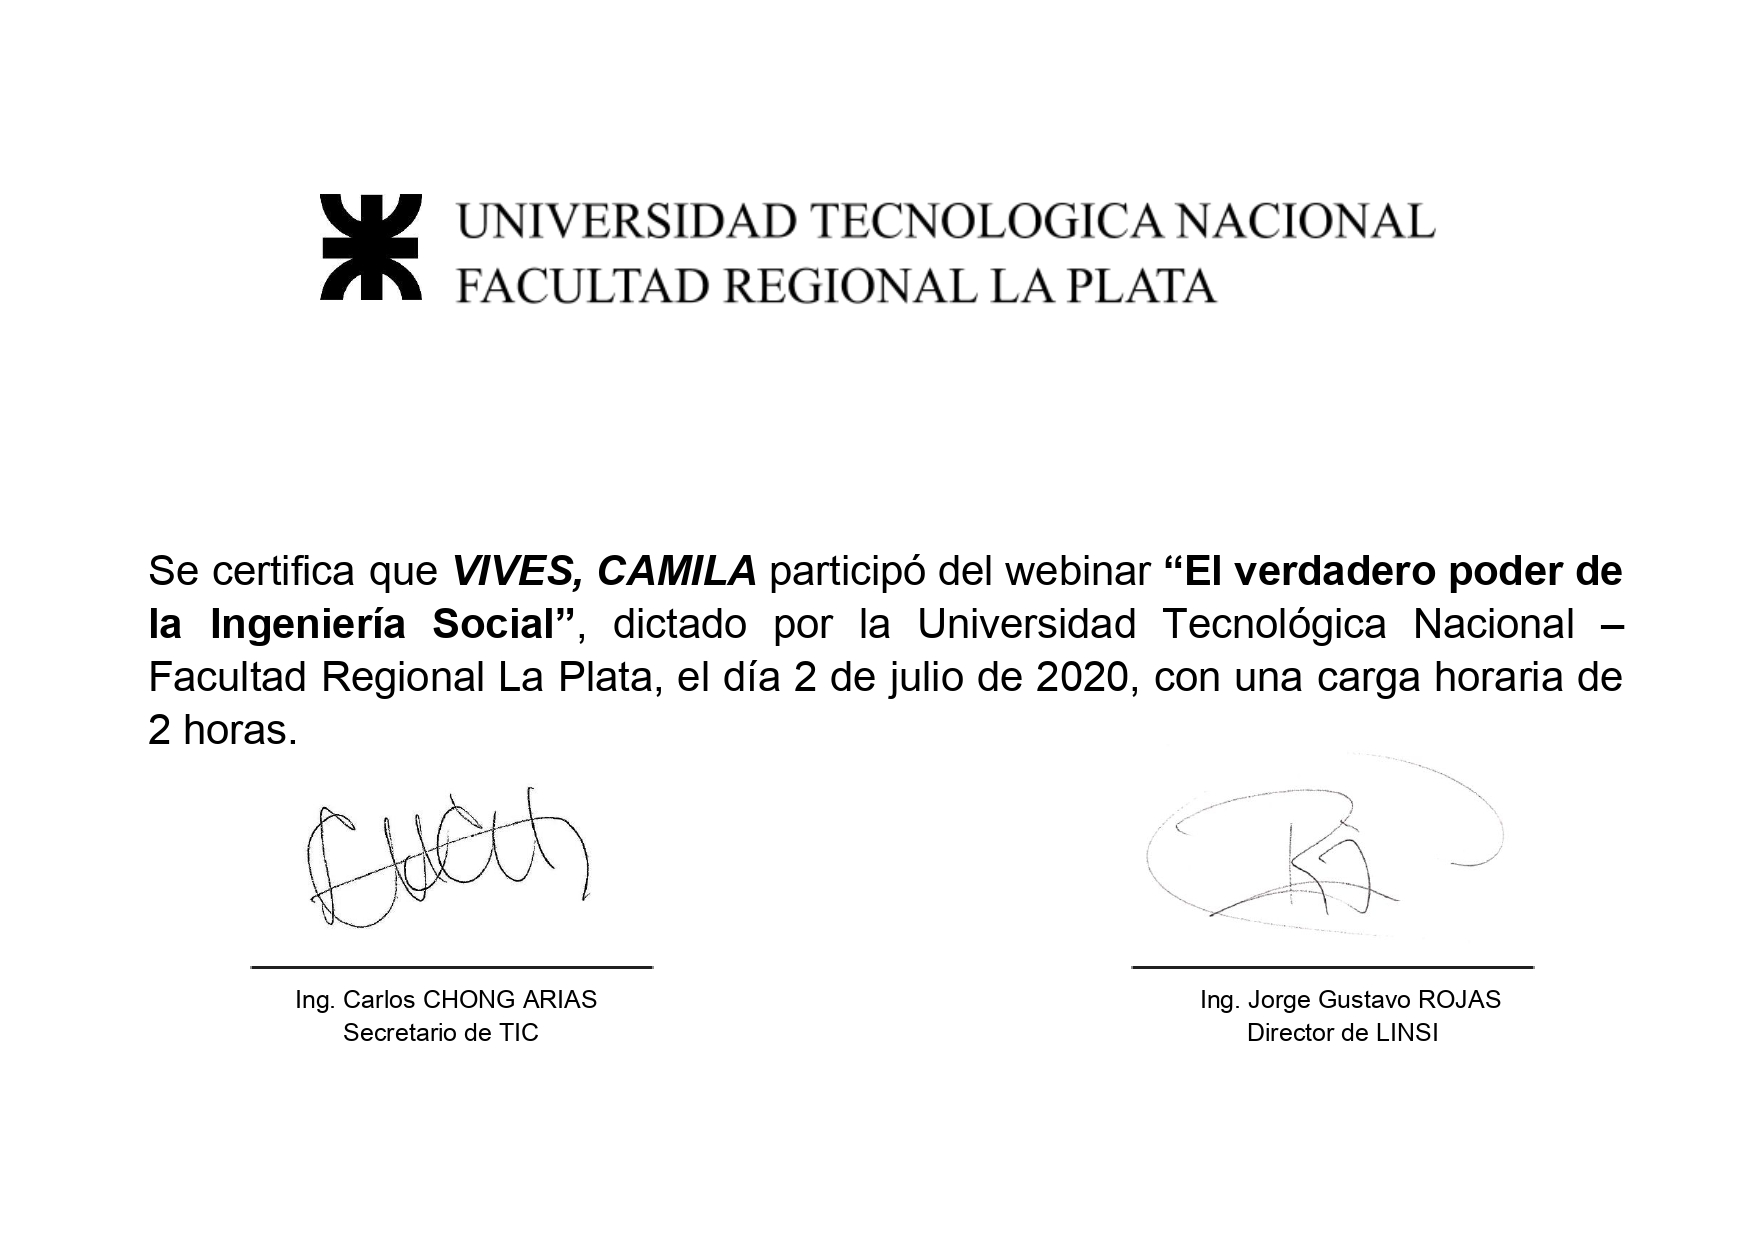 UNIVERSIDAD TECNOLOGICA NACIONAL
FACULTAD REGIONAL LA PLATA
Se certifica que VIVES, CAMILA participó del webinar “El verdadero poder de
la Ingeniería Social”, dictado por la Universidad Tecnológica Nacional –
Facultad Regional La Plata, el día 2 de julio de 2020, con una carga horaria de
2 horas.
Ing. Carlos CHONG ARIAS
Secretario de TIC
Ing. Jorge Gustavo ROJAS
Director de LINSI